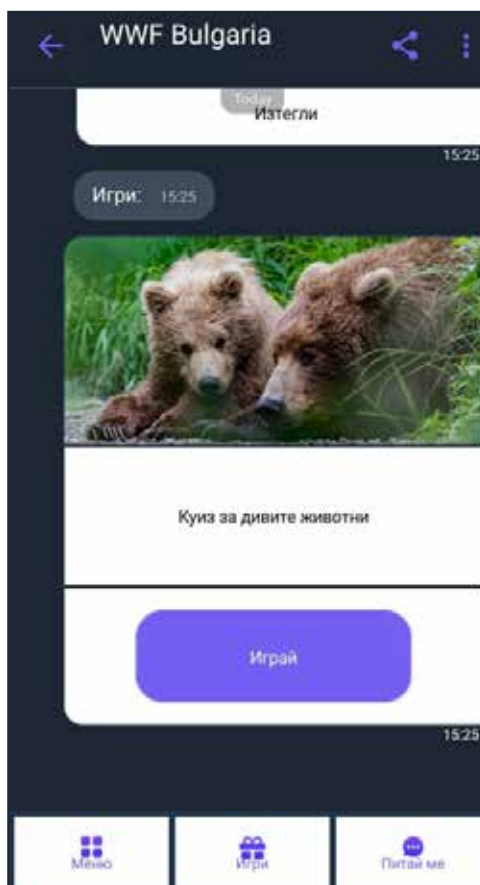 WWF Bulgaria
Today
Изтегли
15:25
Игри: 15:25
Куиз за дивите животни
Играй
15:25
Меню
Игри
Питай ме